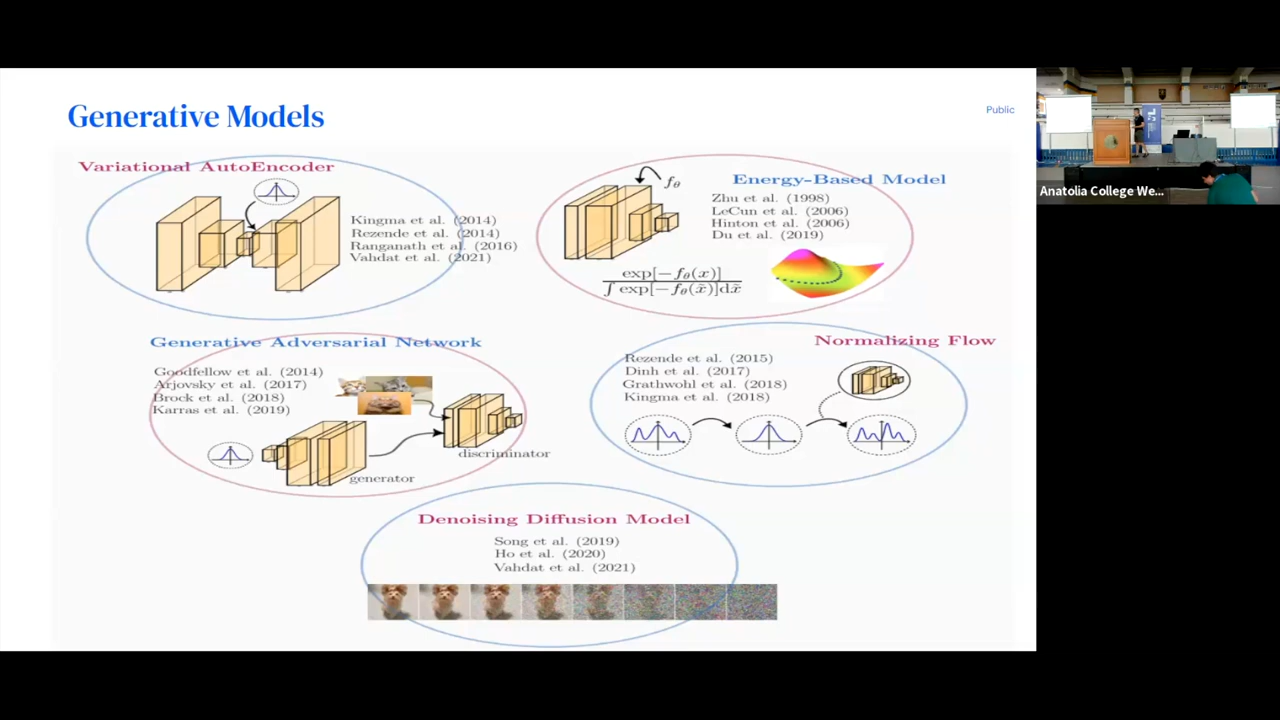 Generative Models
Public
Variational AutoEncoder
Kingma et al. (2014)
Rezende et al. (2014)
Ranganath et al. (2016)
Vahdat et al. (2021)
Energy-Based Model
fθ
Zhu et al. (1998)
LeCun et al. (2006)
Hinton et al. (2006)
Du et al. (2019)
exp[−fθ(x)]
∫ exp[−fθ(x̃)]dx̃
Generative Adversarial Network
Goodfellow et al. (2014)
Arjovsky et al. (2017)
Brock et al. (2018)
Karras et al. (2019)
discriminator
generator
Normalizing Flow
Rezende et al. (2015)
Dinh et al. (2017)
Grathwohl et al. (2018)
Kingma et al. (2018)
Denoising Diffusion Model
Song et al. (2019)
Ho et al. (2020)
Vahdat et al. (2021)
Anatolia College We...